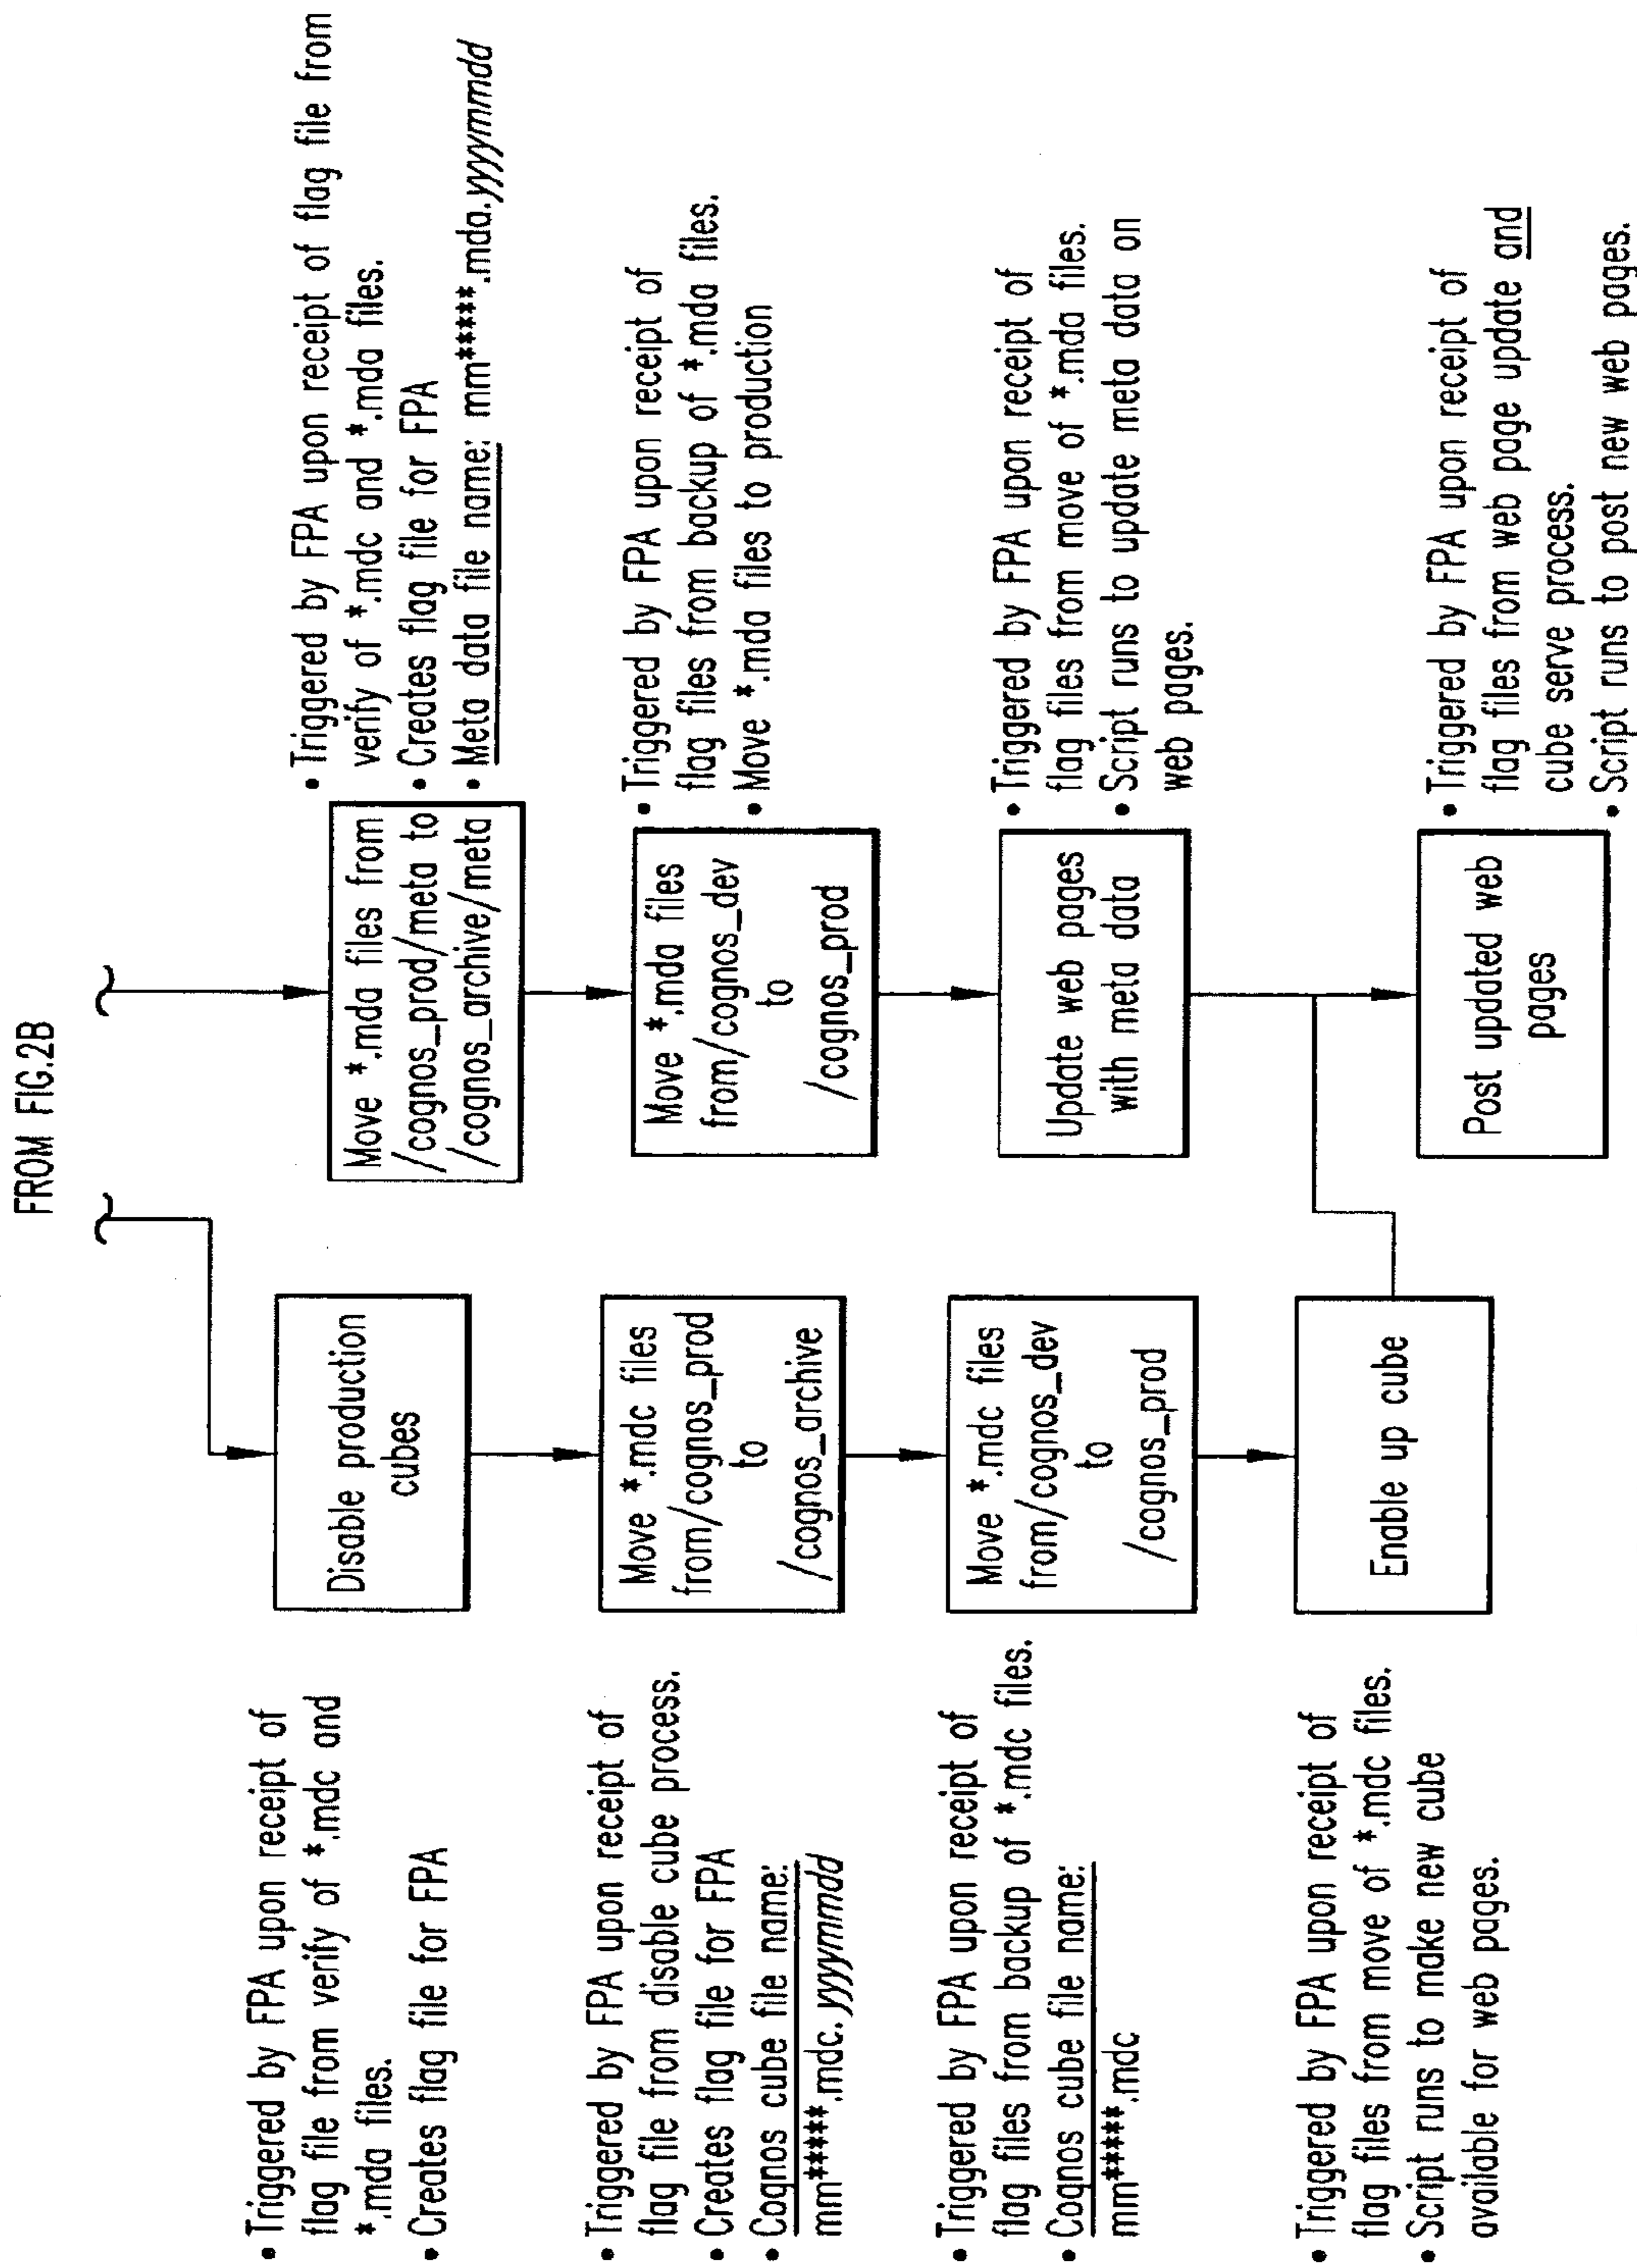 FROM FIG.2B
• Triggered by FPA upon receipt of
flag file from verify of *.mdc and
*.mda files.
• Creates flag file for FPA
Disable production
cubes
Move *.mda files from
/cognos_prod/meta to
/cognos_archive/meta
• Triggered by FPA upon receipt of flag file from
verify of *.mdc and *.mda files.
• Creates flag file for FPA
• Meta data file name: mm*****.mda.yyyymmdd
• Triggered by FPA upon receipt of
flag file from disable cube process.
• Creates flag file for FPA
• Cognos cube file name:
mm*****.mdc. yyyymmdd
Move *.mdc files
from/cognos_prod
to
/cognos_archive
Move *.mda files
from/cognos_dev
to
/cognos_prod
• Triggered by FPA upon receipt of
flag files from backup of *.mda files.
• Move *.mda files to production
• Triggered by FPA upon receipt of
flag files from backup of *.mdc files.
• Cognos cube file name:
mm*****.mdc
Move *.mdc files
from/cognos_dev
to
/cognos_prod
Update web pages
with meta data
• Triggered by FPA upon receipt of
flag files from move of *.mda files.
• Script runs to update meta data on
web pages.
• Triggered by FPA upon receipt of
flag files from move of *.mdc files.
• Script runs to make new cube
available for web pages.
Enable up cube
Post updated web
pages
• Triggered by FPA upon receipt of
flag files from web page update and
cube serve process.
• Script runs to post new web pages.